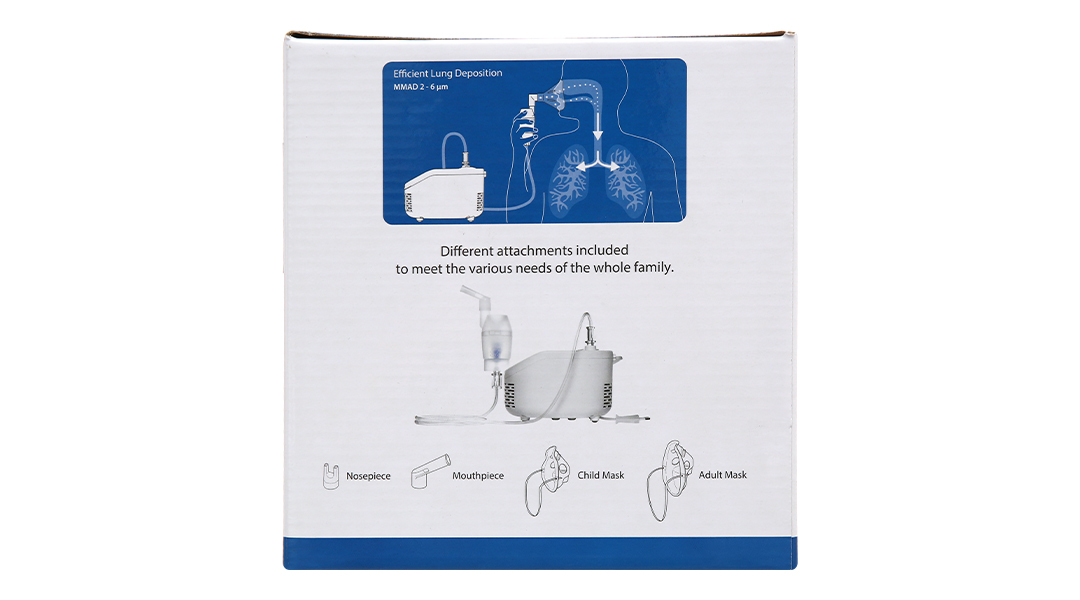 Efficient Lung Deposition
MMAD 2 - 6 µm
Different attachments included
to meet the various needs of the whole family.
Nosepiece
Mouthpiece
Child Mask
Adult Mask